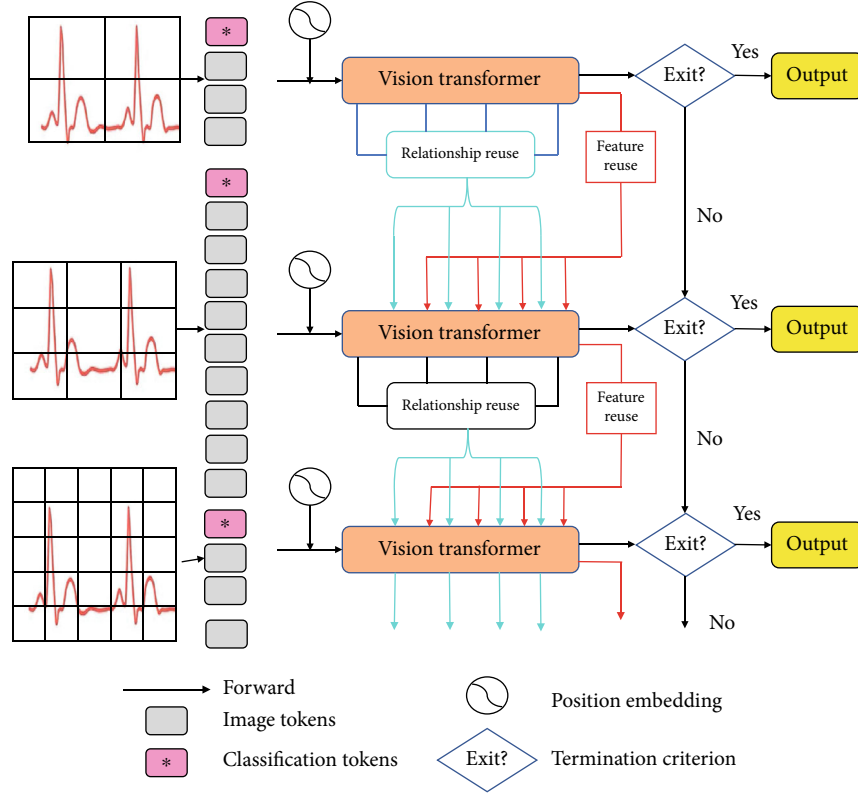 *
Vision transformer
Exit?
Yes
Output
Relationship reuse
Feature
reuse
*
No
Vision transformer
Exit?
Yes
Output
Relationship reuse
Feature
reuse
No
*
Vision transformer
Exit?
Yes
Output
No
Forward
Position embedding
Image tokens
* Classification tokens
Exit? Termination criterion